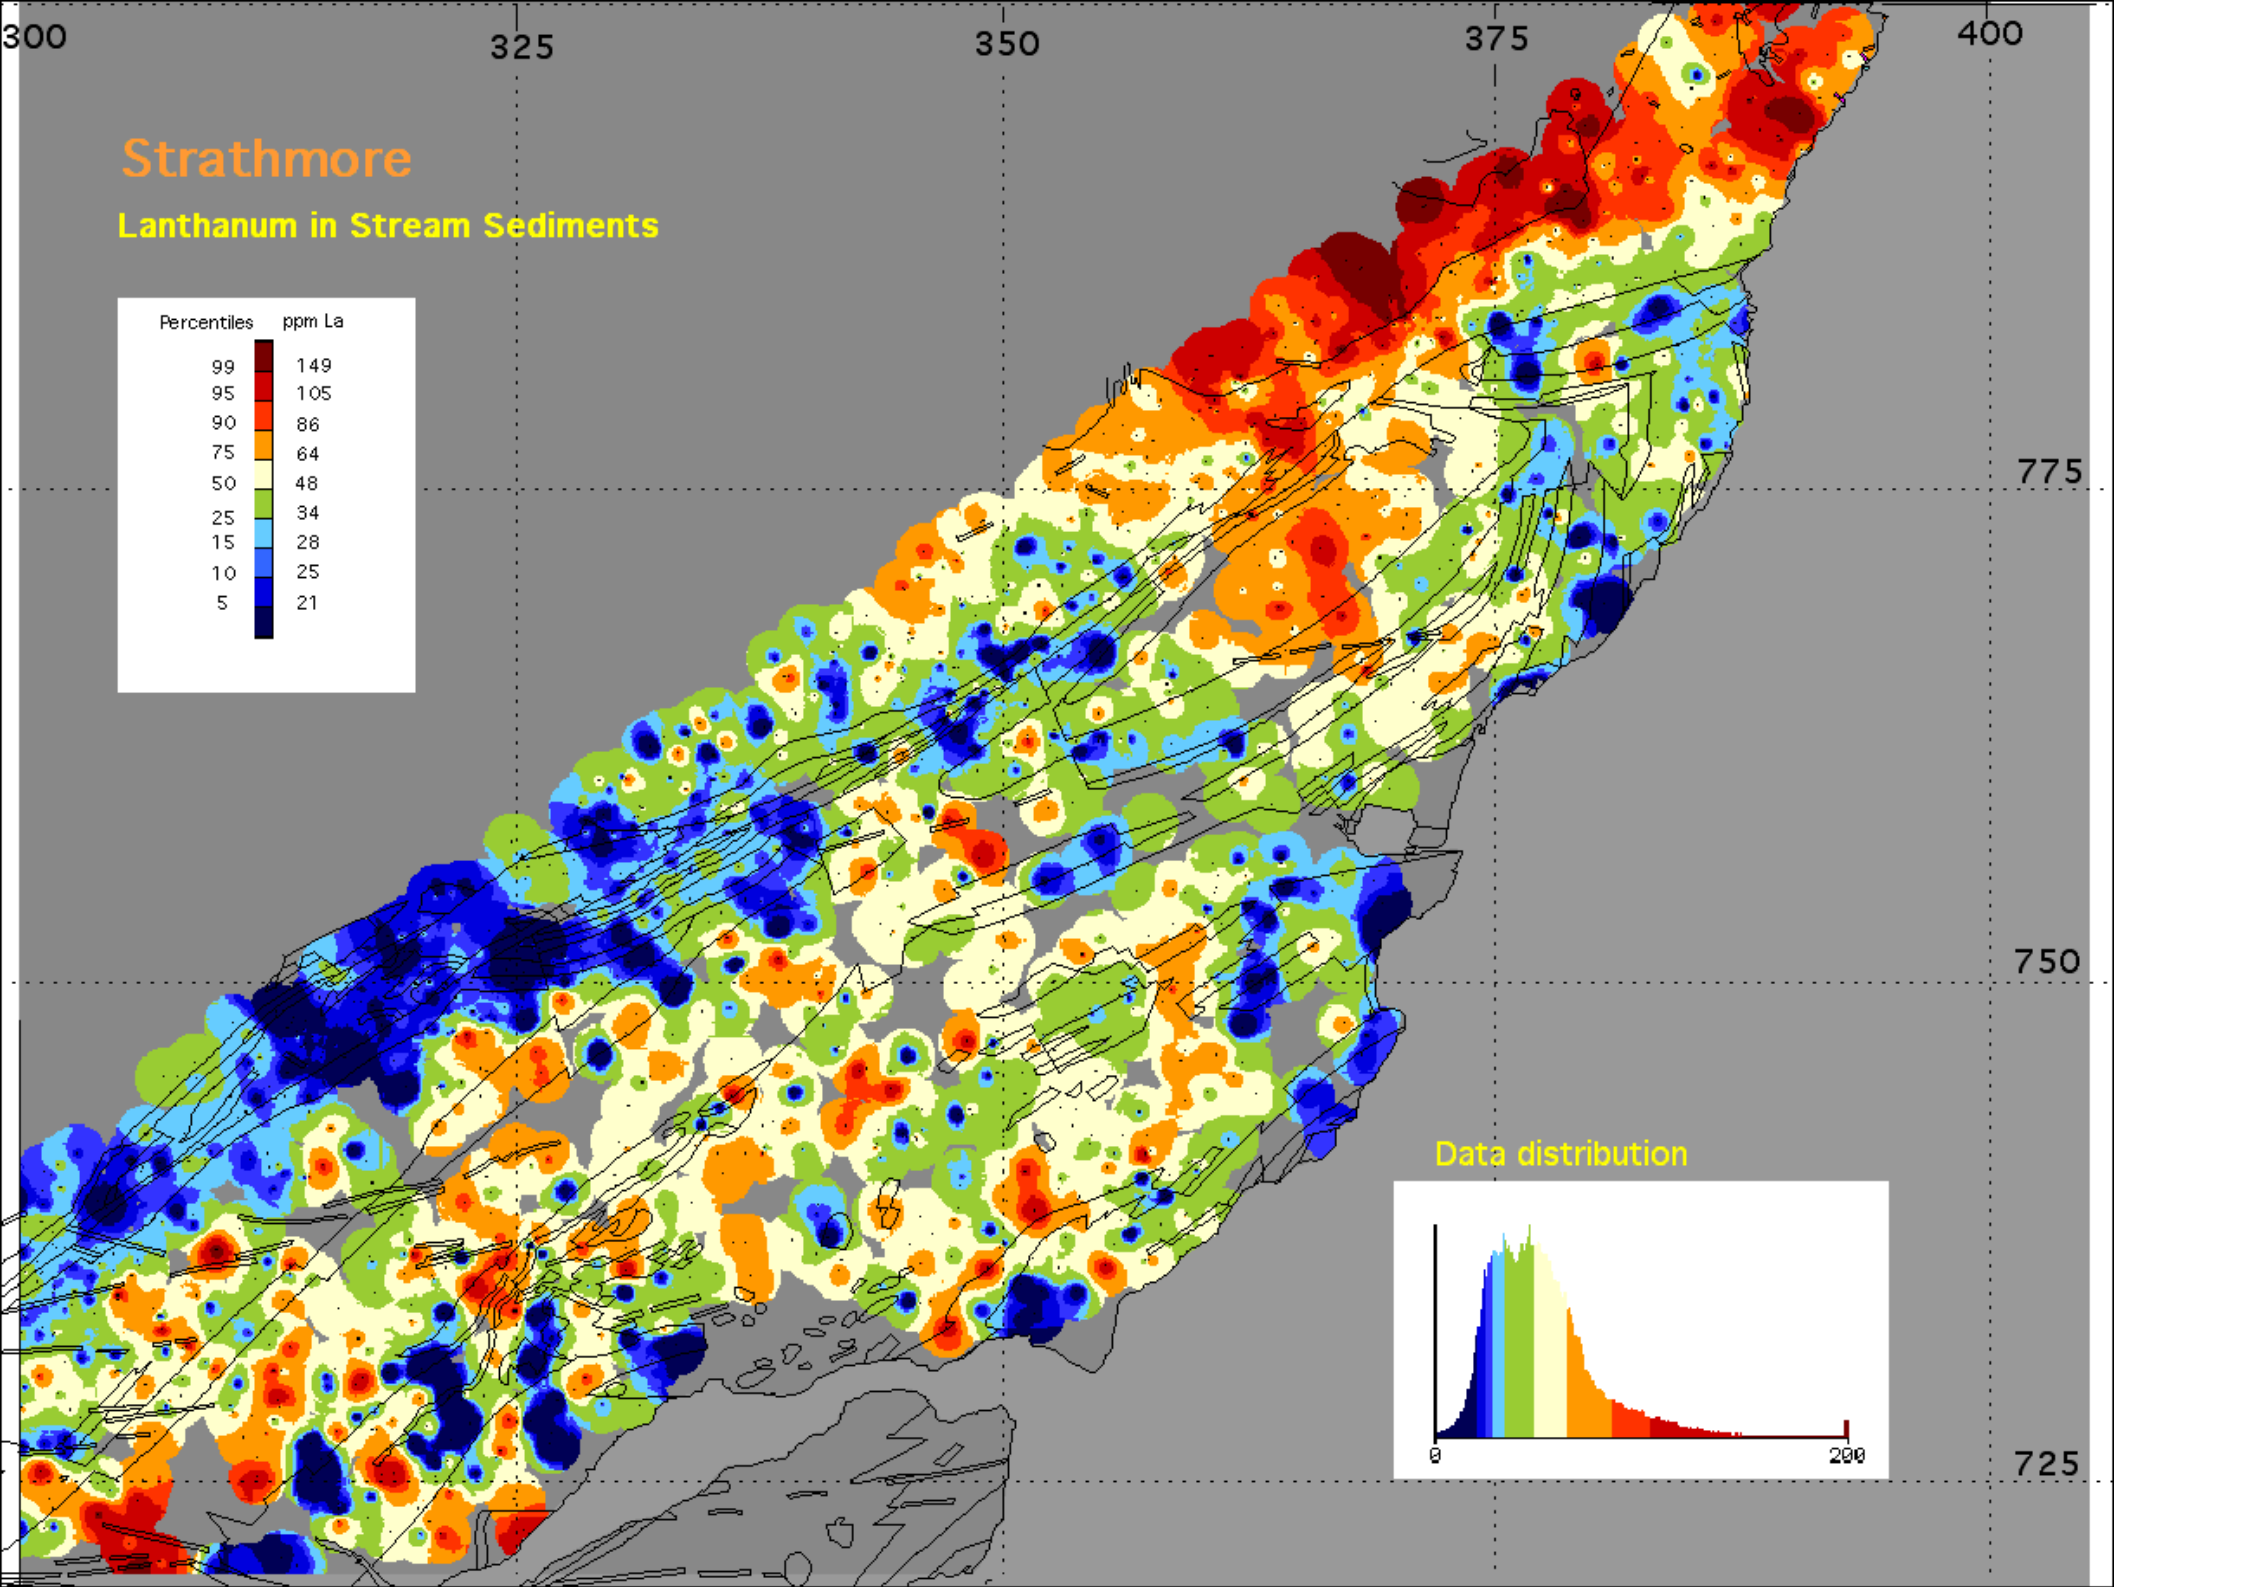 300 325 350 375 400
Strathmore
Lanthanum in Stream Sediments
Percentiles ppm La
99 149
95 105
90 86
75 64
50 48
25 34
15 28
10 25
5 21
775
750
725
Data distribution
0 200